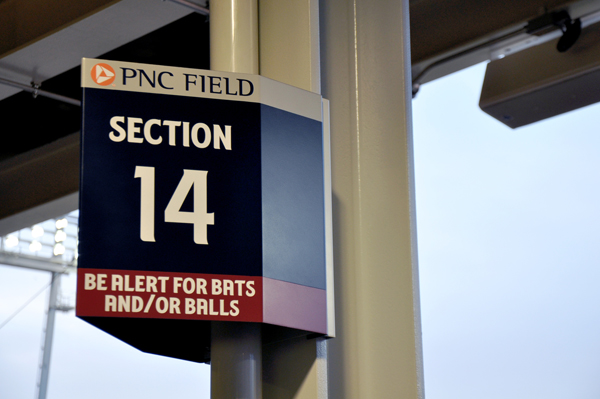 PNC FIELD
SECTION
14
BE ALERT FOR BATS
AND/OR BALLS